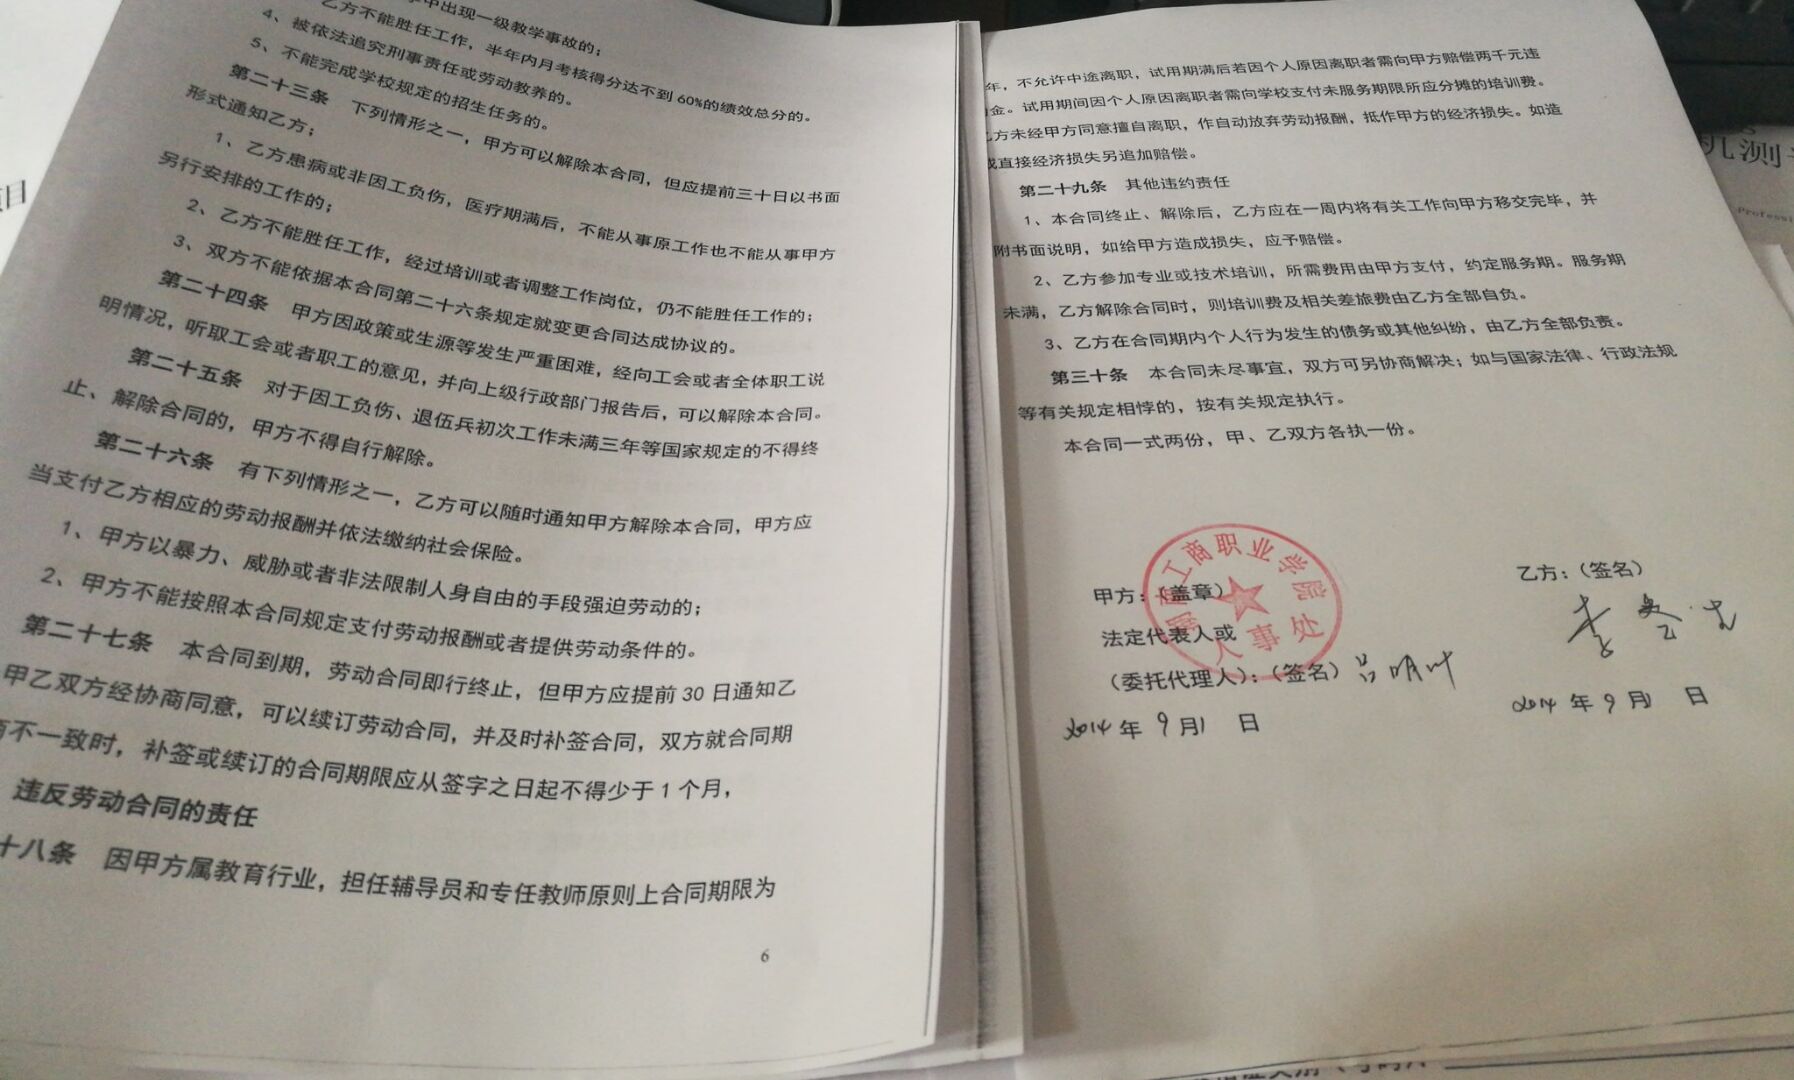 中出现一级教学事故的；
乙方不能胜任工作，半年内月考核得分达不到60%的绩效总分的。
4、被依法追究刑事责任或劳动教养的。
5、不能完成学校规定的招生任务的。
第二十三条 下列情形之一，甲方可以解除本合同，但应提前三十日以书面
形式通知乙方；
1、乙方患病或非因工负伤，医疗期满后，不能从事原工作也不能从事甲方
另行安排的工作的；
2、乙方不能胜任工作，经过培训或者调整工作岗位，仍不能胜任工作的；
3、双方不能依据本合同第二十六条规定就变更合同达成协议的。
第二十四条 甲方因政策或生源等发生严重困难，经向工会或者全体职工说
明情况，听取工会或者职工的意见，并向上级行政部门报告后，可以解除本合同。
第二十五条 对于因工负伤、退伍兵初次工作未满三年等国家规定的不得终
止、解除合同的，甲方不得自行解除。
第二十六条 有下列情形之一，乙方可以随时通知甲方解除本合同，甲方应
当支付乙方相应的劳动报酬并依法缴纳社会保险。
1、甲方以暴力、威胁或者非法限制人身自由的手段强迫劳动的；
2、甲方不能按照本合同规定支付劳动报酬或者提供劳动条件的。
第二十七条 本合同到期，劳动合同即行终止，但甲方应提前30日通知乙
甲乙双方经协商同意，可以续订劳动合同，并及时补签合同，双方就合同期
不一致时，补签或续订的合同期限应从签字之日起不得少于1个月，
违反劳动合同的责任
十八条 因甲方属教育行业，担任辅导员和专任教师原则上合同期限为
6
年，不允许中途离职，试用期满后若因个人原因离职者需向甲方赔偿两千元违
金。试用期间因个人原因离职者需向学校支付未服务期限所应分摊的培训费。
乙方未经甲方同意擅自离职，作自动放弃劳动报酬，抵作甲方的经济损失。如造
成直接经济损失另追加赔偿。
第二十九条 其他违约责任
1、本合同终止、解除后，乙方应在一周内将有关工作向甲方移交完毕，并
附书面说明，如给甲方造成损失，应予赔偿。
2、乙方参加专业或技术培训，所需费用由甲方支付，约定服务期。服务期
未满，乙方解除合同时，则培训费及相关差旅费由乙方全部自负。
3、乙方在合同期内个人行为发生的债务或其他纠纷，由乙方全部负责。
第三十条 本合同未尽事宜，双方可另协商解决；如与国家法律、行政法规
等有关规定相悖的，按有关规定执行。
本合同一式两份，甲、乙双方各执一份。
工商职业学院
人事处
甲方：（盖章）
法定代表人或
（委托代理人）：（签名）吕明叶
2014年9月1日
乙方：（签名）
2014年9月 日
机测
Professi